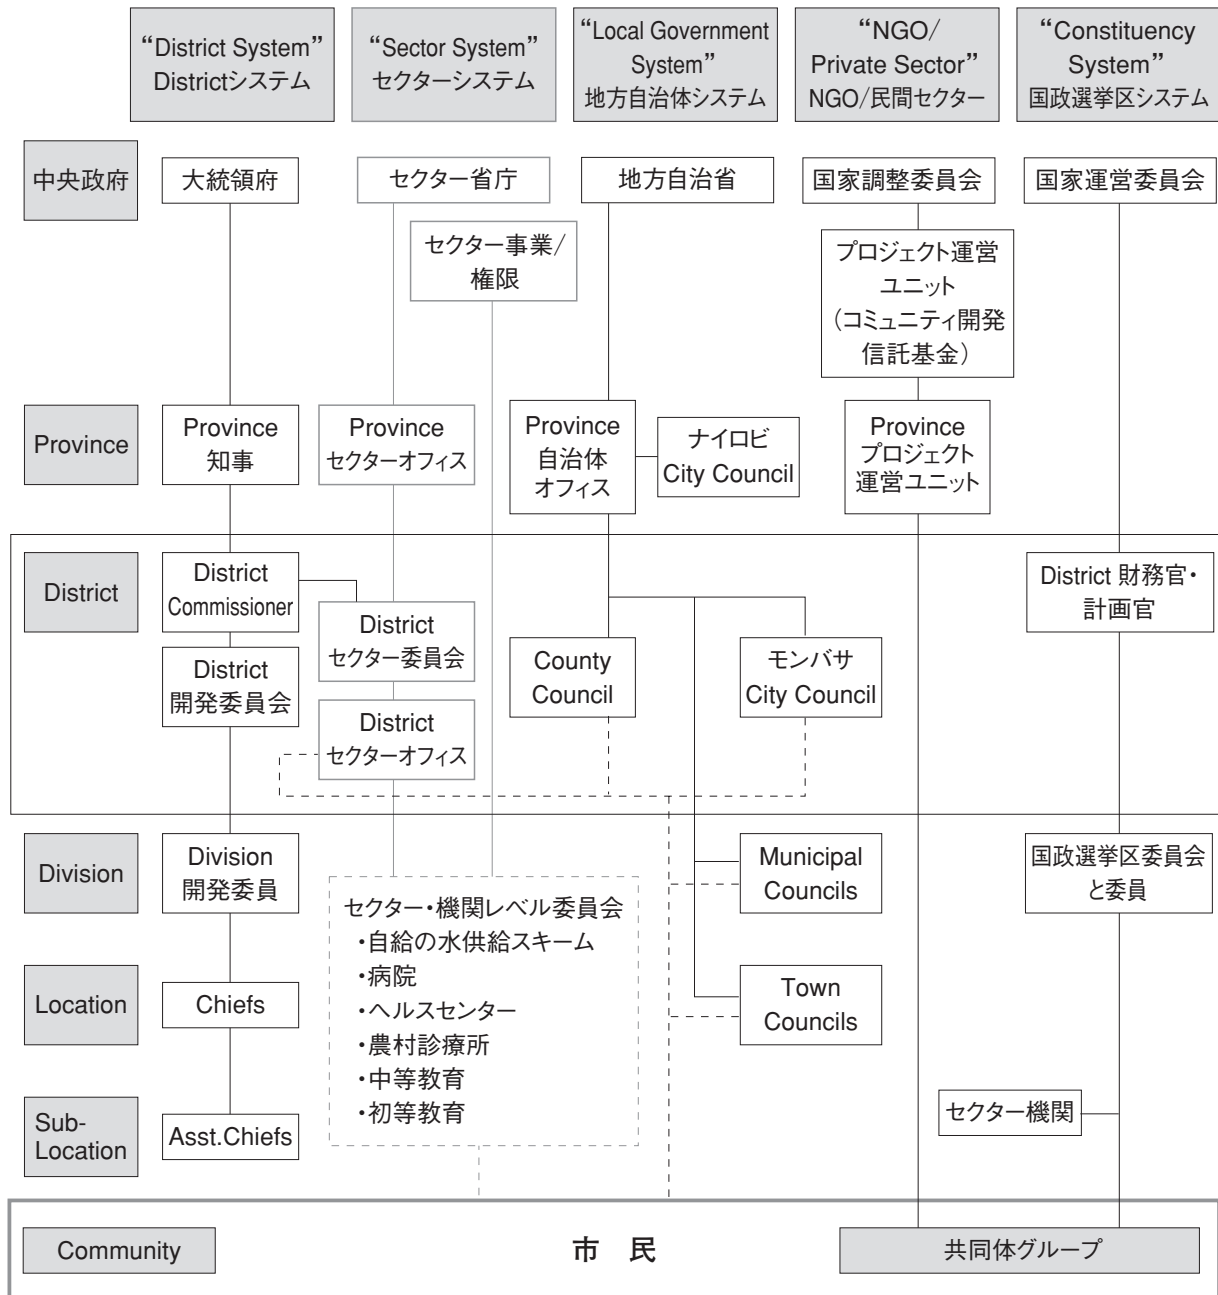 “District System”
Districtシステム
“Sector System”
セクターシステム
“Local Government
System”
地方自治体システム
“NGO/
Private Sector”
NGO/民間セクター
“Constituency
System”
国政選挙区システム
中央政府
大統領府
セクター省庁
地方自治省
国家調整委員会
国家運営委員会
セクター事業/
権限
プロジェクト運営
ユニット
（コミュニティ開発
信託基金）
Province
Province
知事
Province
セクターオフィス
Province
自治体
オフィス
ナイロビ
City Council
Province
プロジェクト
運営ユニット
District
District
Commissioner
District
セクター委員会
District 財務官・
計画官
District
開発委員会
County
Council
モンバサ
City Council
District
セクターオフィス
Division
Division
開発委員
Municipal
Councils
国政選挙区委員会
と委員
セクター・機関レベル委員会
・自給の水供給スキーム
・病院
・ヘルスセンター
・農村診療所
・中等教育
・初等教育
Location
Chiefs
Town
Councils
Sub-
Location
Asst.Chiefs
セクター機関
Community
市 民
共同体グループ